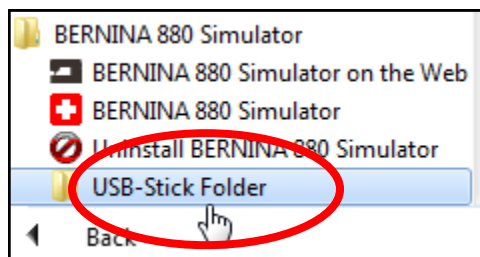 BERNINA 880 Simulator
BERNINA 880 Simulator on the Web
BERNINA 880 Simulator
Uninstall BERNINA 880 Simulator
USB-Stick Folder
Back